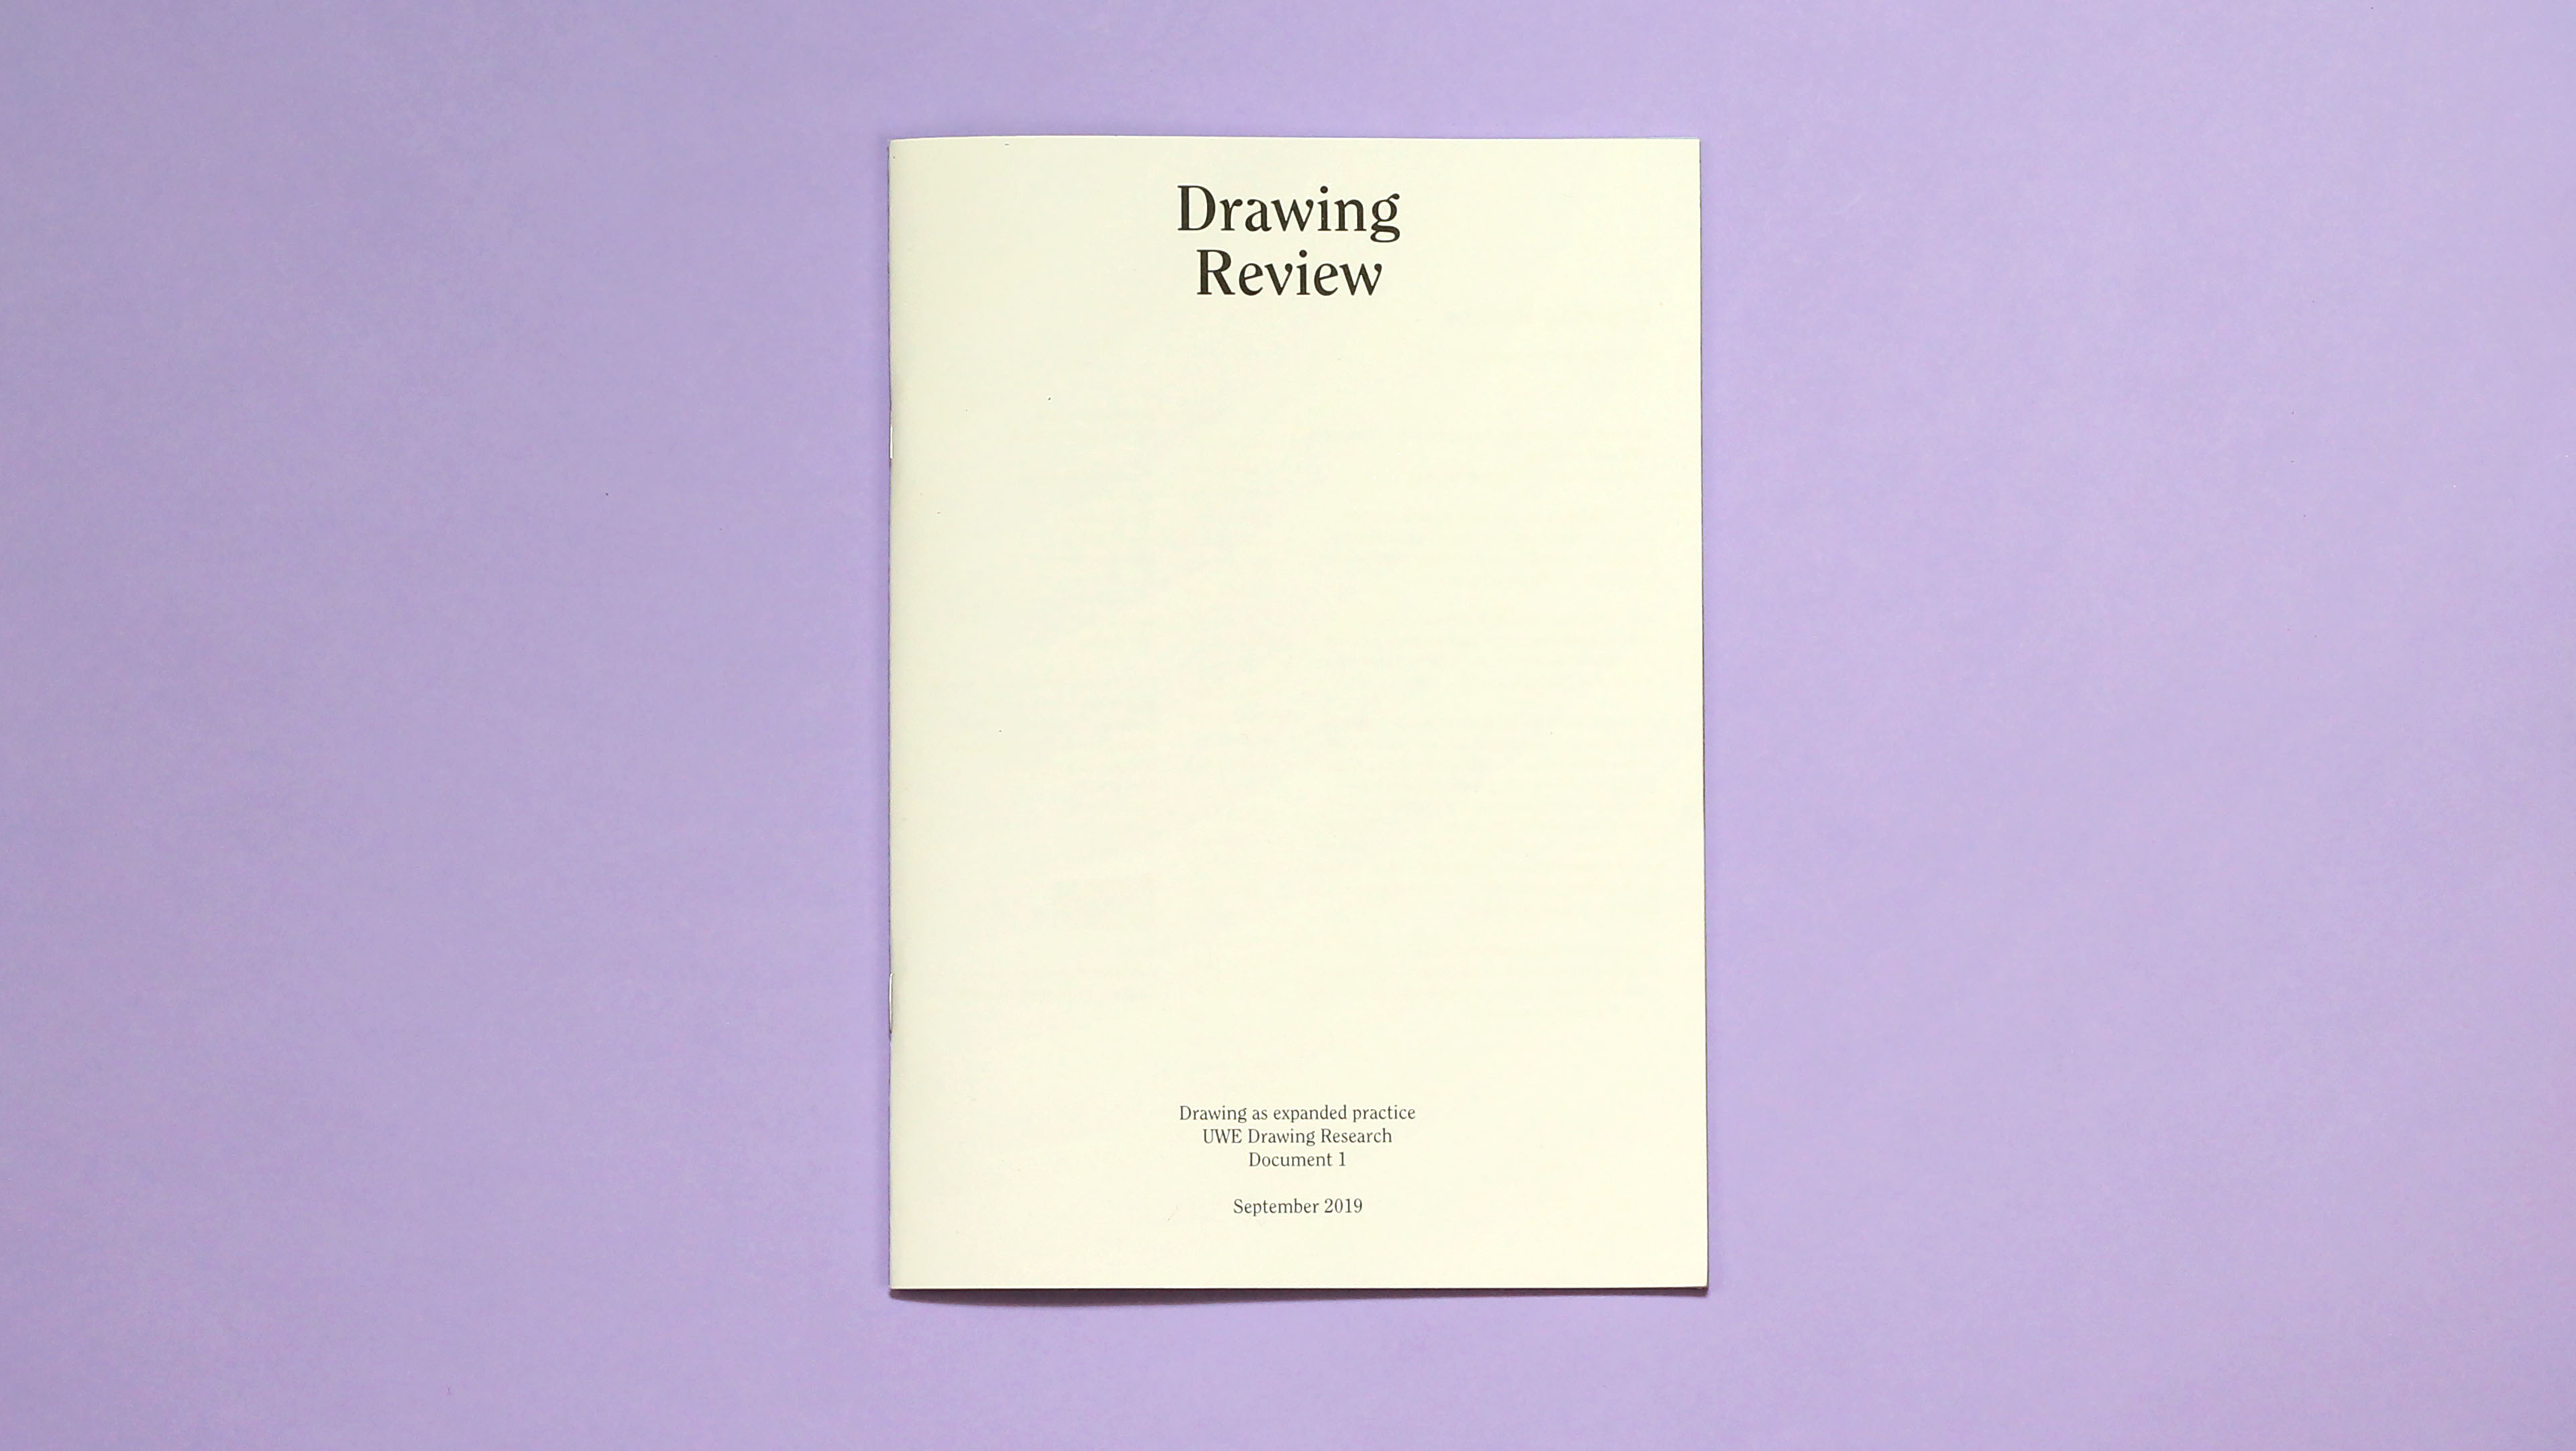 Drawing
Review
Drawing as expanded practice
UWE Drawing Research
Document 1
September 2019